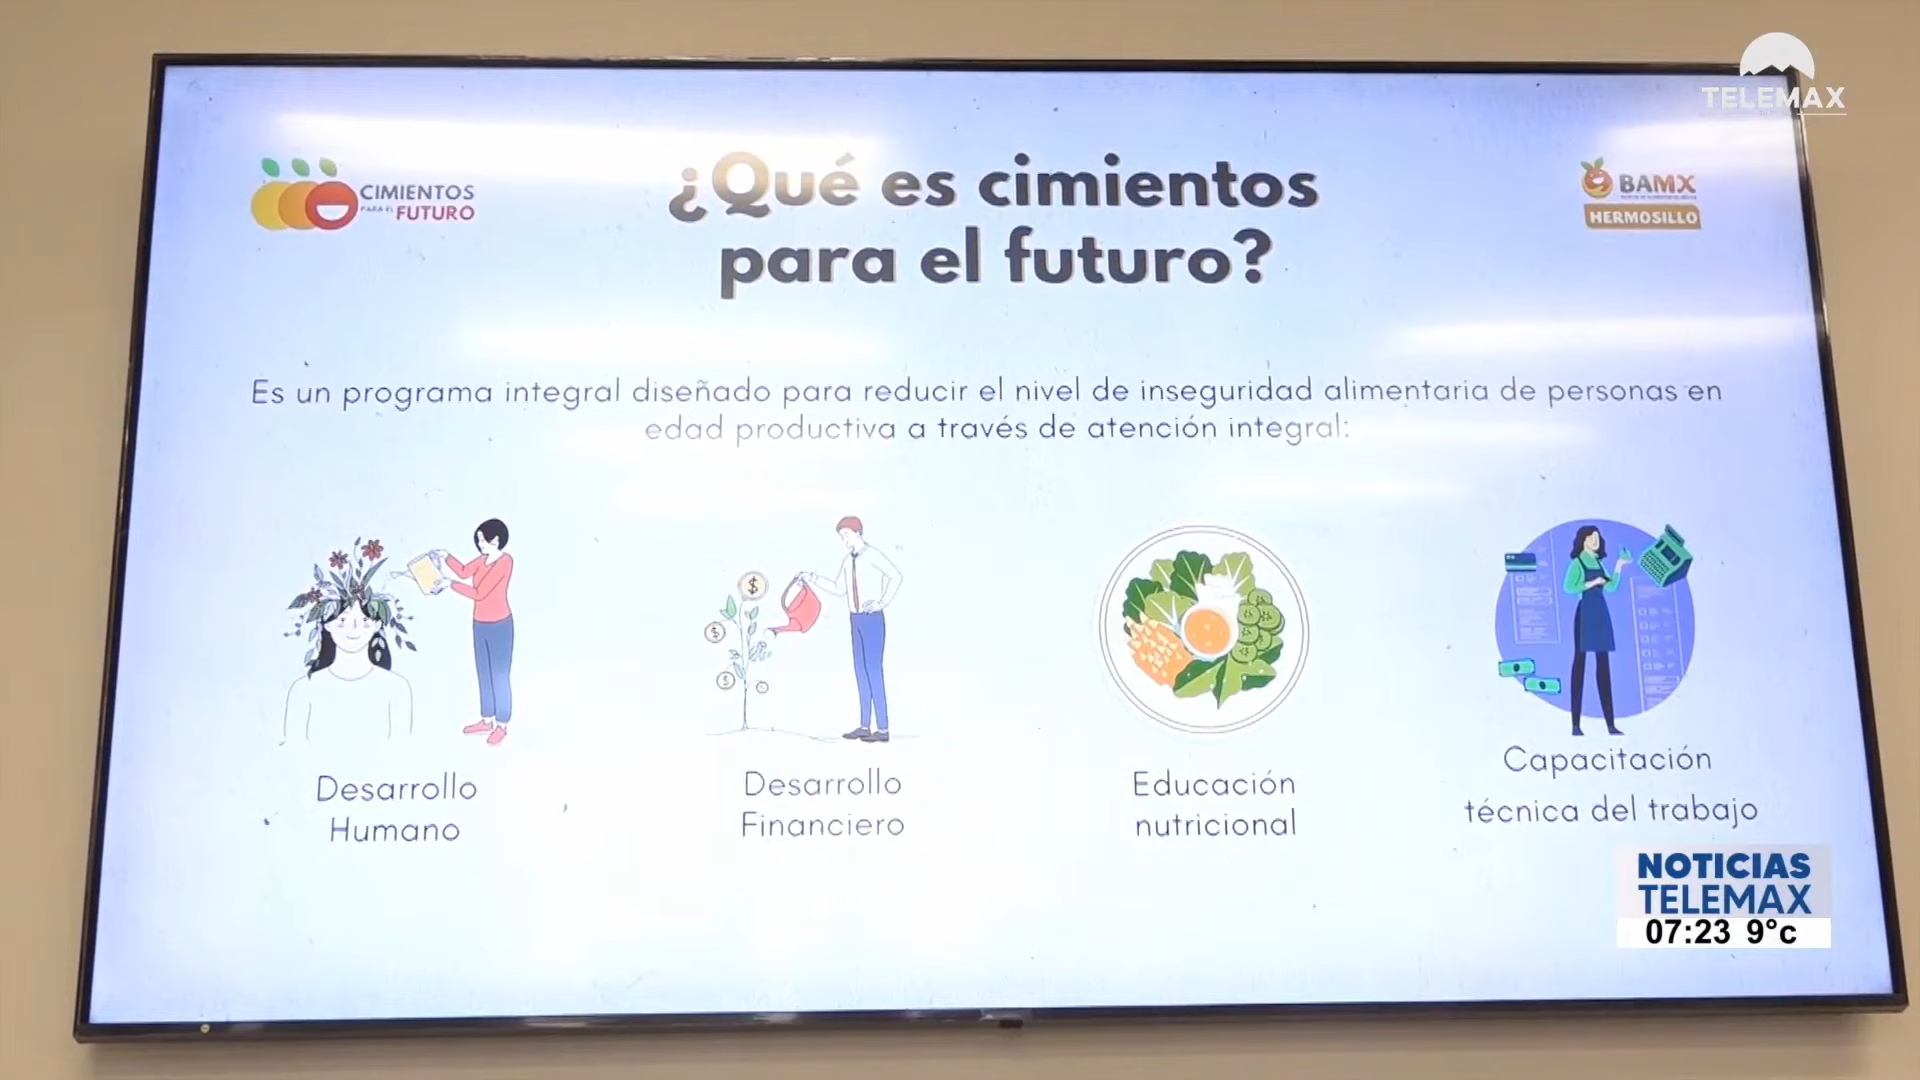 TELEMAX
CIMIENTOS
PARA EL FUTURO
¿Qué es cimientos
para el futuro?
BAMX
HERMOSILLO
Es un programa integral diseñado para reducir el nivel de inseguridad alimentaria de personas en
edad productiva a través de atención integral:
Desarrollo
Humano
Desarrollo
Financiero
Educación
nutricional
Capacitación
técnica del trabajo
NOTICIAS
TELEMAX
07:23 9°c